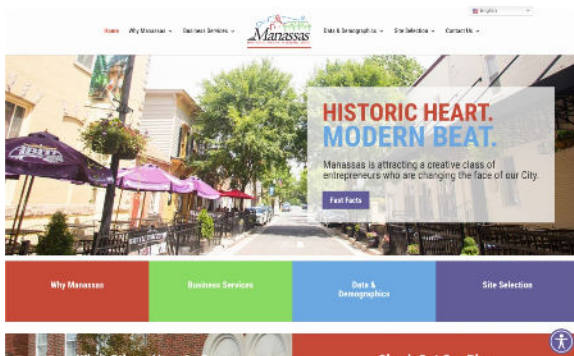 English
Home Why Manassas Business Services Manassas Data & Demographics Site Selection Contact Us
HISTORIC HEART.
MODERN BEAT.
Manassas is attracting a creative class of
entrepreneurs who are changing the face of our City.
Fast Facts
Why Manassas
Business Services
Data &
Demographics
Site Selection